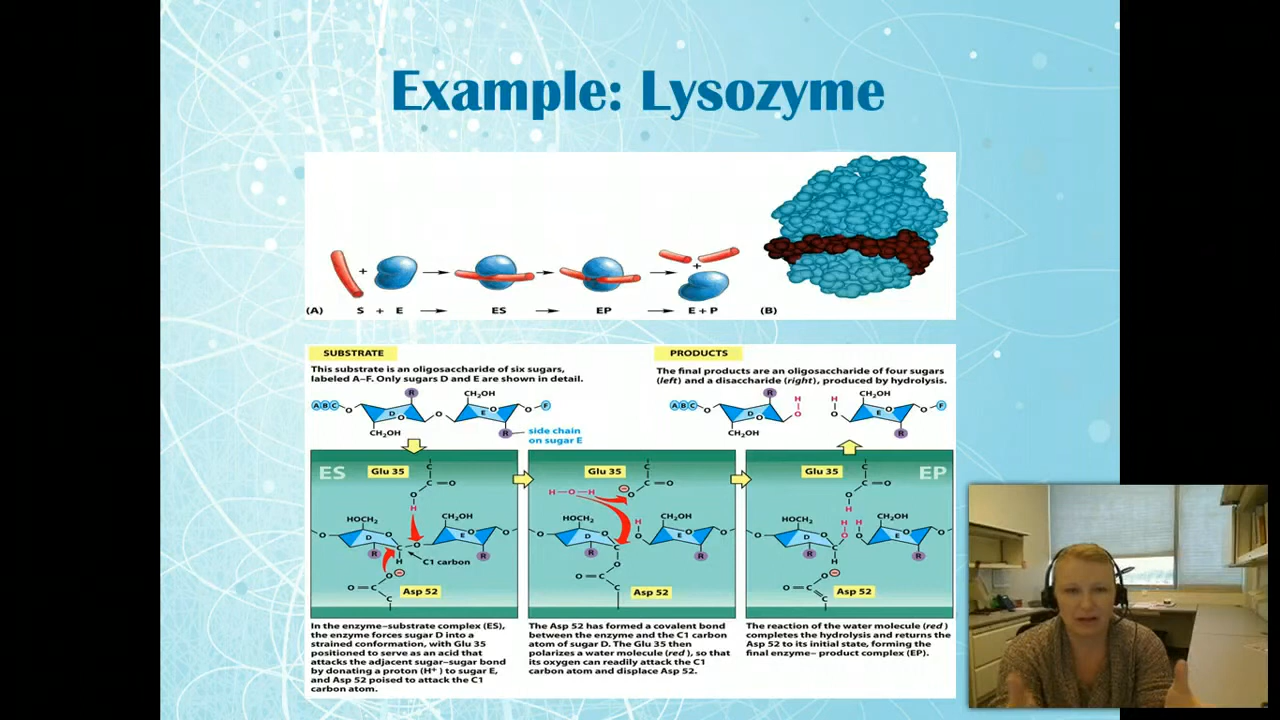 Example: Lysozyme
(A) S + E ES EP E + P (B)
+
+
SUBSTRATE
This substrate is an oligosaccharide of six sugars,
labeled A–F. Only sugars D and E are shown in detail.
R
CH₂OH
A B C O D O O E O O F
CH₂OH
R
side chain
on sugar E
PRODUCTS
The final products are an oligosaccharide of four sugars
(left) and a disaccharide (right), produced by hydrolysis.
R
H
O
H
CH₂OH
A B C O D O O E O O F
CH₂OH
R
ES
Glu 35
C
C=O
O
H
HOCH₂
CH₂OH
D O C O E O O
R
H
R
C1 carbon
O=C
O
C
Asp 52
Glu 35
C
C=O
O
H—O—H
HOCH₂
H
CH₂OH
D O C O E O O
R
R
O
O=C
Asp 52
Glu 35
EP
C
C=O
O
H
HOCH₂
H
O
H
CH₂OH
D O C O E O
R
H
R
O=C
O
C
Asp 52
In the enzyme–substrate complex (ES),
the enzyme forces sugar D into a
strained conformation, with Glu 35
positioned to serve as an acid that
attacks the adjacent sugar–sugar bond
by donating a proton (H⁺) to sugar E,
and Asp 52 poised to attack the C1
carbon atom.
The Asp 52 has formed a covalent bond
between the enzyme and the C1 carbon
atom of sugar D. The Glu 35 then
polarizes a water molecule (red), so that
its oxygen can readily attack the C1
carbon atom and displace Asp 52.
The reaction of the water molecule (red)
completes the hydrolysis and returns the
Asp 52 to its initial state, forming the
final enzyme– product complex (EP).